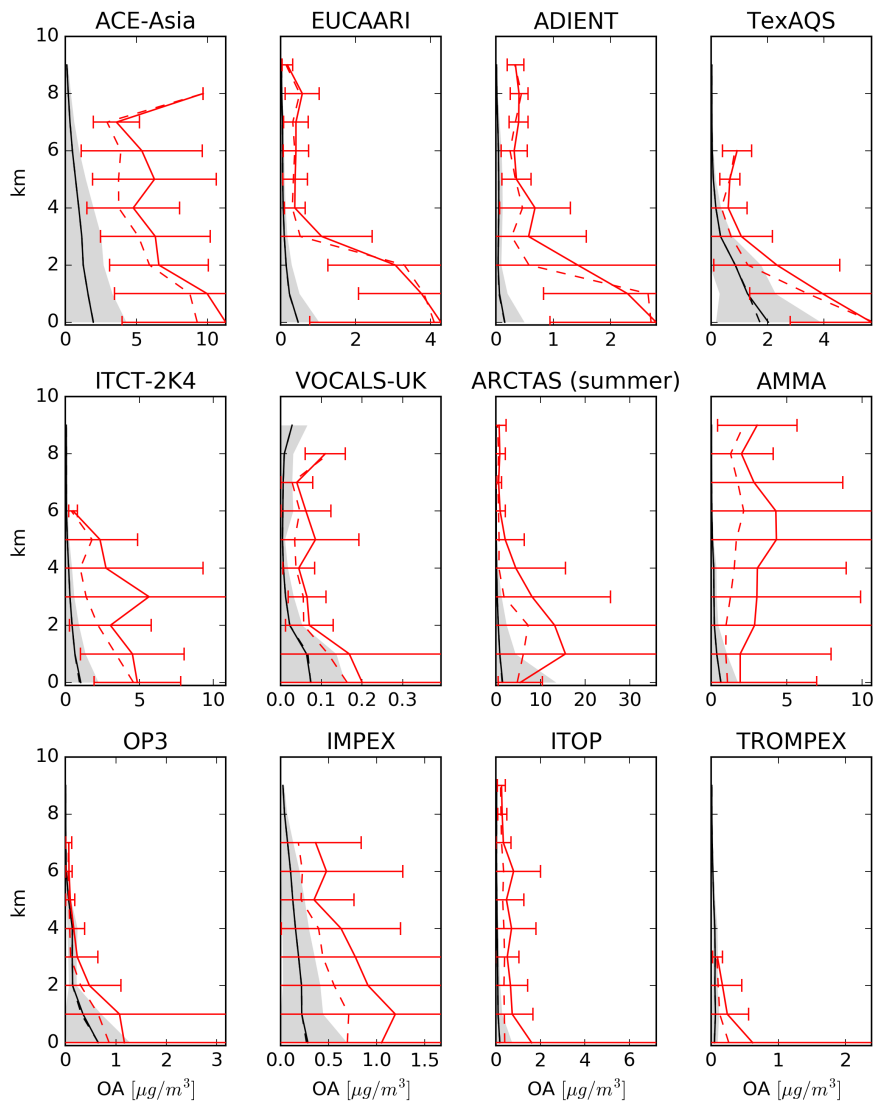 ACE-Asia EUCAARI ADIENT TexAQS
10
8
6
4
2
0
km
0 5 10 0 2 4 0 1 2 0 2 4
ITCT-2K4 VOCALS-UK ARCTAS (summer) AMMA
10
8
6
4
2
0
0 5 10 0.0 0.1 0.2 0.3 0 10 20 30 0 5 10
OP3 IMPEX ITOP TROMPEX
10
8
6
4
2
0
km
0 1 2 3 0.0 0.5 1.0 1.5 0 2 4 6 0 1 2
OA [μg/m³] OA [μg/m³] OA [μg/m³] OA [μg/m³]